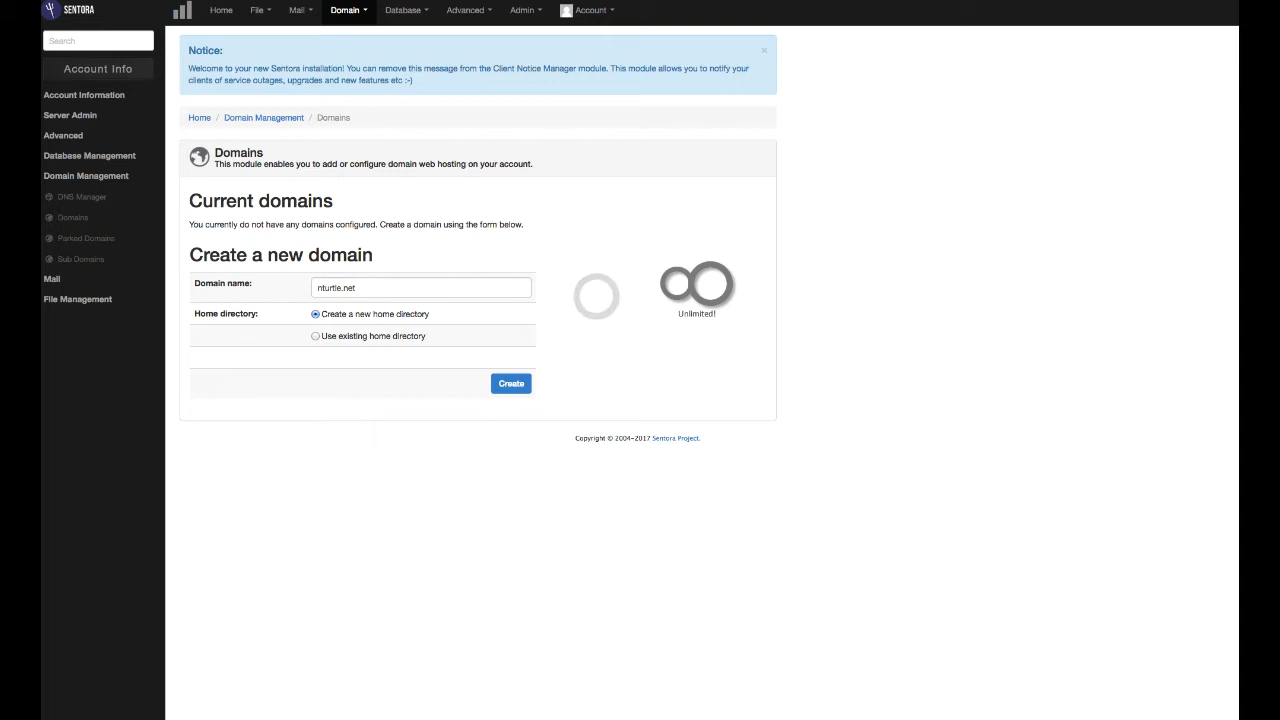 SENTORA
Home File Mail Domain Database Advanced Admin Account
Search
Account Info
Account Information
Server Admin
Advanced
Database Management
Domain Management
DNS Manager
Domains
Parked Domains
Sub Domains
Mail
File Management
Notice:
×
Welcome to your new Sentora installation! You can remove this message from the Client Notice Manager module. This module allows you to notify your
clients of service outages, upgrades and new features etc :-)
Home / Domain Management / Domains
Domains
This module enables you to add or configure domain web hosting on your account.
Current domains
You currently do not have any domains configured. Create a domain using the form below.
Create a new domain
Domain name: nturtle.net
Home directory: Create a new home directory
Use existing home directory
Create
Unlimited!
Copyright © 2004-2017 Sentora Project.